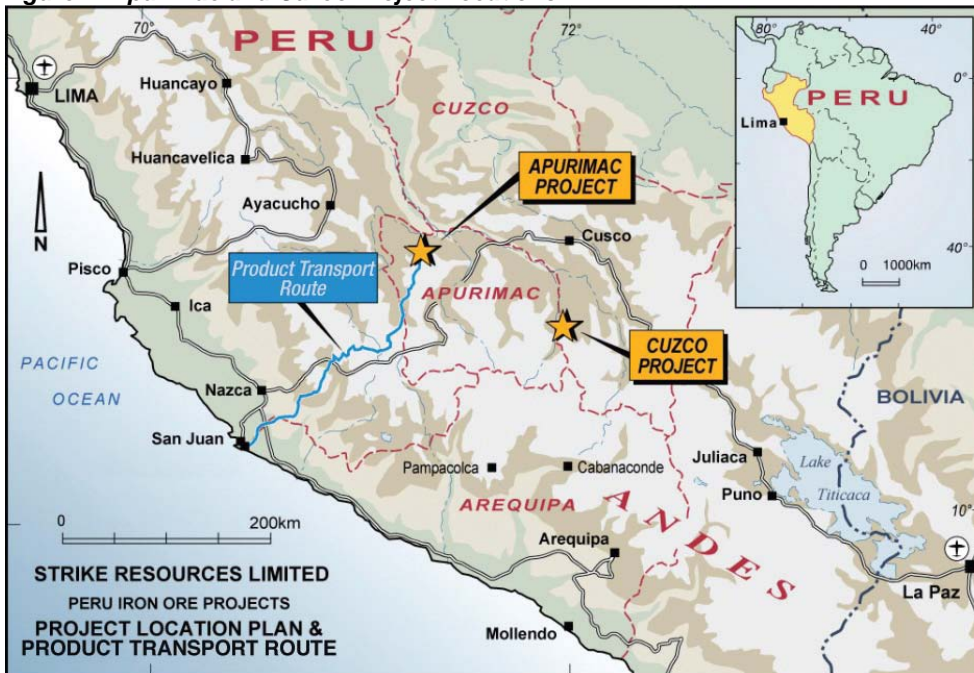 70
72
PERU
LIMA
Huancayo
CUZCO
Huancavelica
APURIMAC
PROJECT
Ayacucho
N
Cusco
Pisco
Product Transport
Route
APURIMAC
Ica
CUZCO
PROJECT
PACIFIC
OCEAN
Nazca
BOLIVIA
San Juan
Pampacolca
Cabanaconde
Juliaca
Lake
Titicaca
Puno
AREQUIPA
ANDES
10°
0 200km
Arequipa
La Paz
STRIKE RESOURCES LIMITED
PERU IRON ORE PROJECTS
PROJECT LOCATION PLAN &
PRODUCT TRANSPORT ROUTE
Mollendo
80° 40°
0° 0°
PERU
Lima
40° 40°
0 1000km